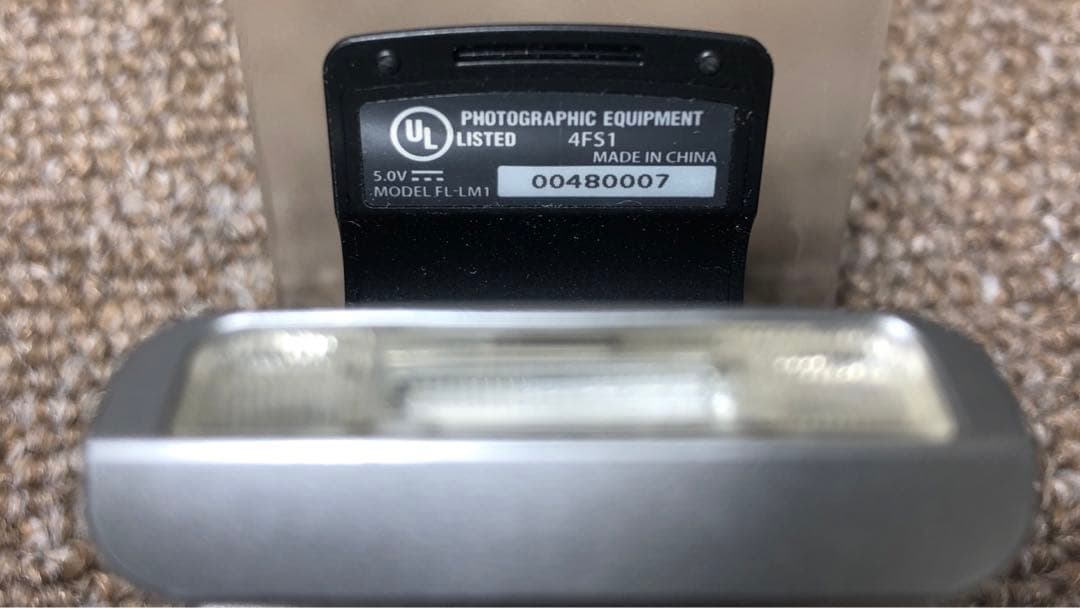 UL LISTED
PHOTOGRAPHIC EQUIPMENT
4FS1
MADE IN CHINA
5.0V ⎓
MODEL FL-LM1
00480007